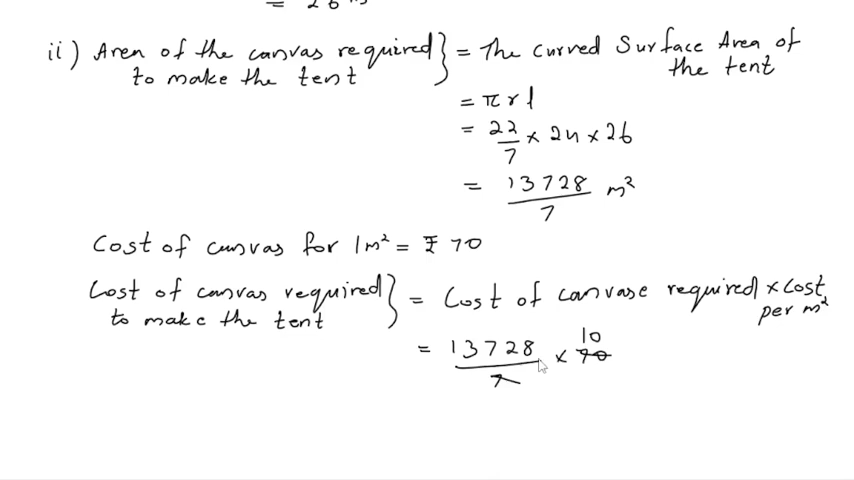 = 26 m
ii) Area of the canvas required } = The curved Surface Area of
to make the tent the tent
= π r l
= 22/7 × 24 × 26
= 13728/7 m²
Cost of canvas for 1m² = ₹ 70
Cost of canvas required } = Cost of canvase required × Cost
to make the tent per m²
10
= 13728/7 × 70